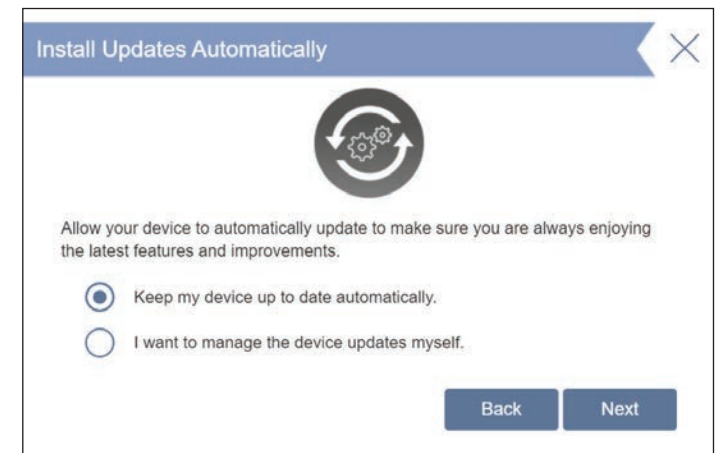 Install Updates Automatically
Allow your device to automatically update to make sure you are always enjoying
the latest features and improvements.
Keep my device up to date automatically.
I want to manage the device updates myself.
Back Next